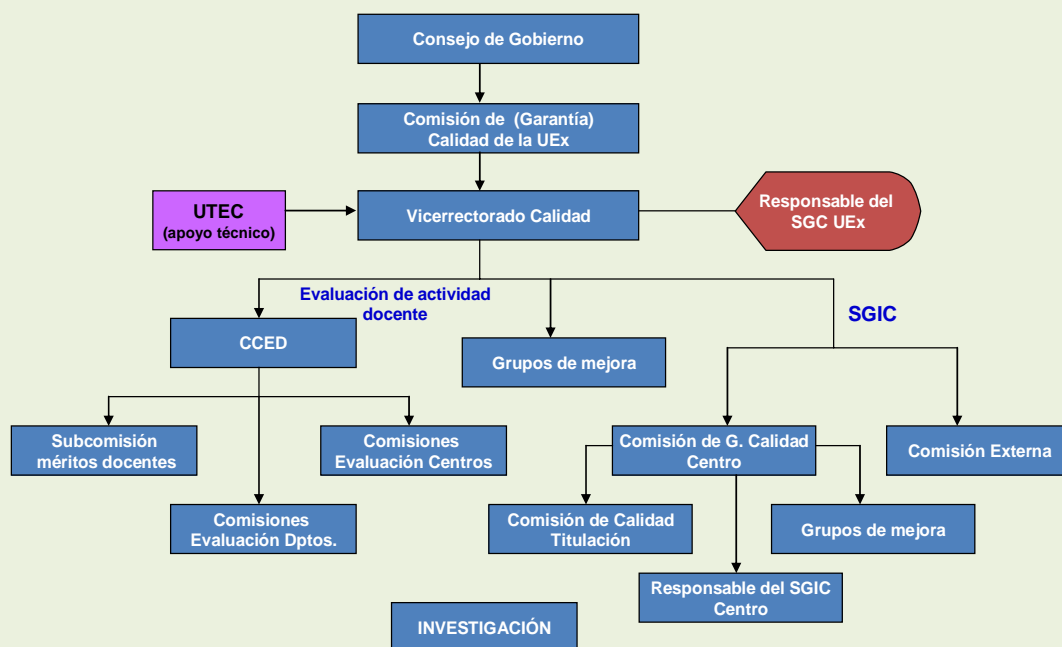 Consejo de Gobierno
Comisión de (Garantía)
Calidad de la UEx
UTEC
(apoyo técnico)
Vicerrectorado Calidad
Responsable del
SGC UEx
Evaluación de actividad
docente
SGIC
CCED
Grupos de mejora
Subcomisión
méritos docentes
Comisiones
Evaluación Centros
Comisión de G. Calidad
Centro
Comisión Externa
Comisiones
Evaluación Dptos.
Comisión de Calidad
Titulación
Grupos de mejora
Responsable del SGIC
Centro
INVESTIGACIÓN